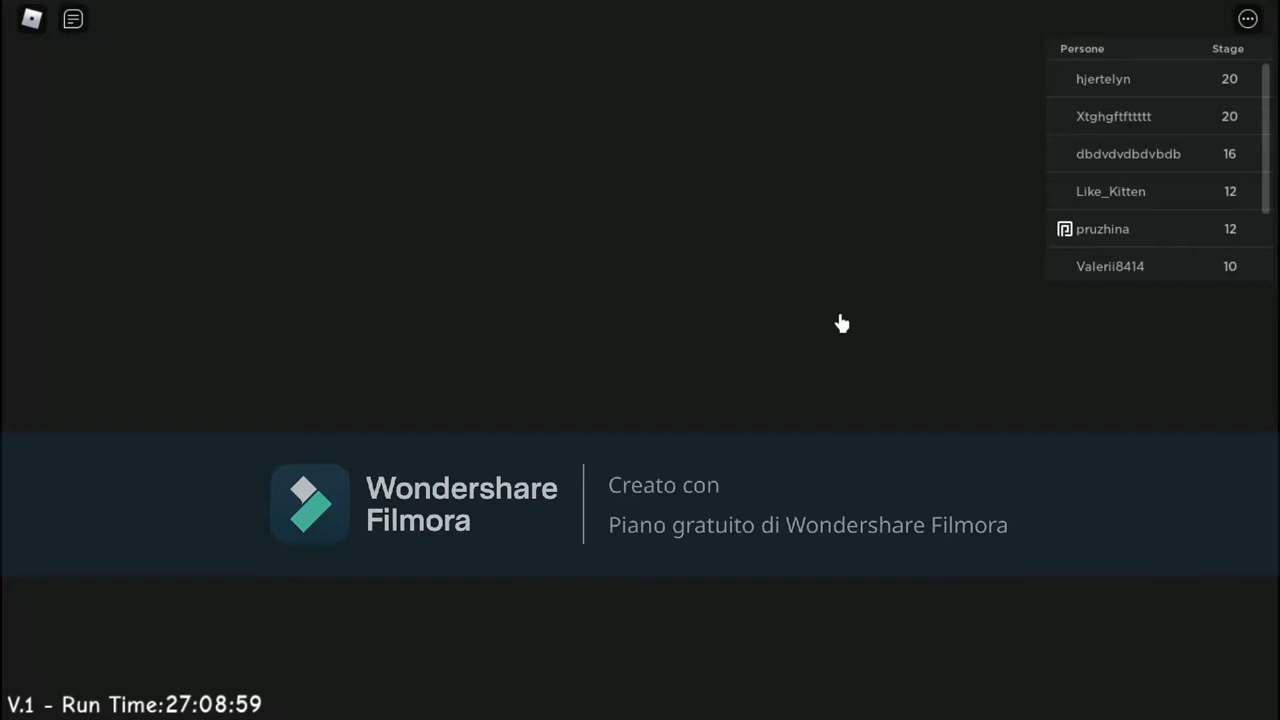 Persone Stage
hjertelyn 20
Xtghgftfttttt 20
dbdvdvdbdvbdb 16
Like_Kitten 12
pruzhina 12
Valerii8414 10
Wondershare
Filmora
Creato con
Piano gratuito di Wondershare Filmora
V.1 - Run Time:27:08:59